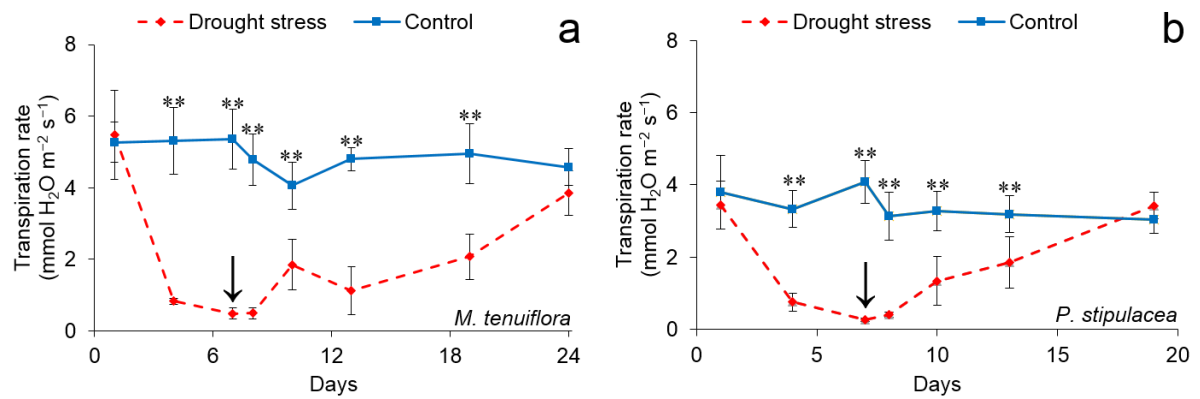 Drought stress
Control
a
Transpiration rate
(mmol H₂O m⁻² s⁻¹)
8
6
4
2
0
**
**
**
**
**
**
M. tenuiflora
0
6
12
18
24
Days
Drought stress
Control
b
Transpiration rate
(mmol H₂O m⁻² s⁻¹)
8
6
4
2
0
**
**
**
**
**
P. stipulacea
0
5
10
15
20
Days